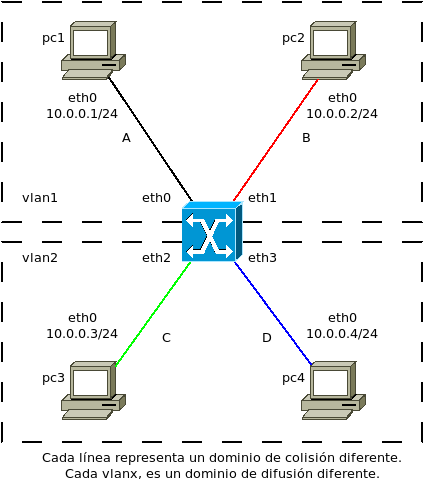 pc1
pc2
eth0
10.0.0.1/24
eth0
10.0.0.2/24
A
B
vlan1
eth0
eth1
vlan2
eth2
eth3
eth0
10.0.0.3/24
eth0
10.0.0.4/24
C
D
pc3
pc4
Cada línea representa un dominio de colisión diferente.
Cada vlanx, es un dominio de difusión diferente.